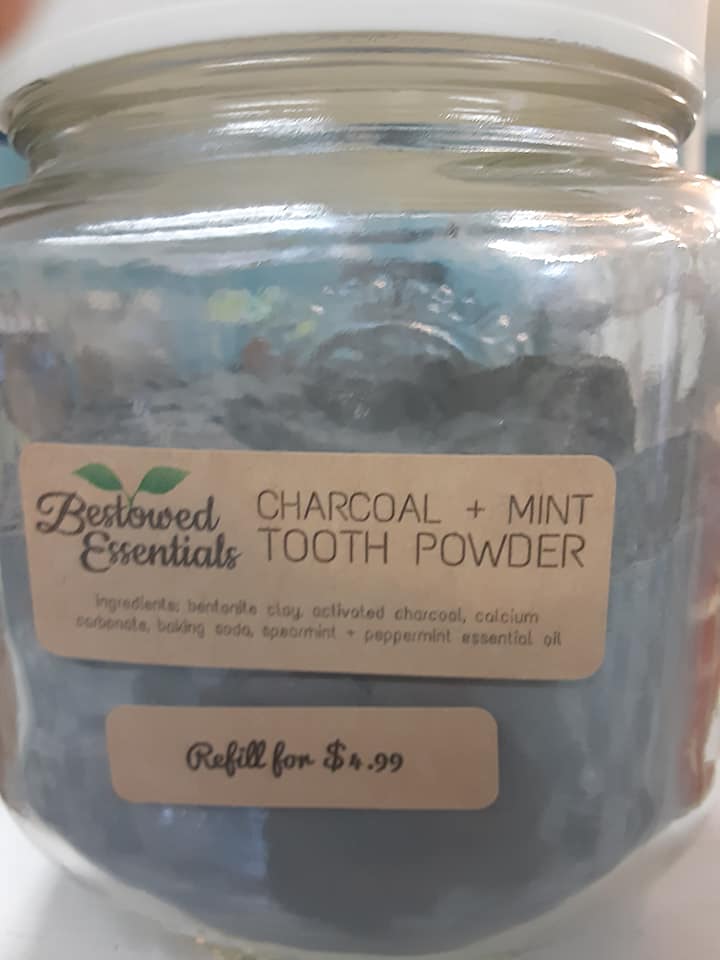 Bestowed
Essentials
CHARCOAL + MINT
TOOTH POWDER
ingredients: bentonite clay, activated charcoal, calcium
carbonate, baking soda, spearmint + peppermint essential oil
Refill for $4.99